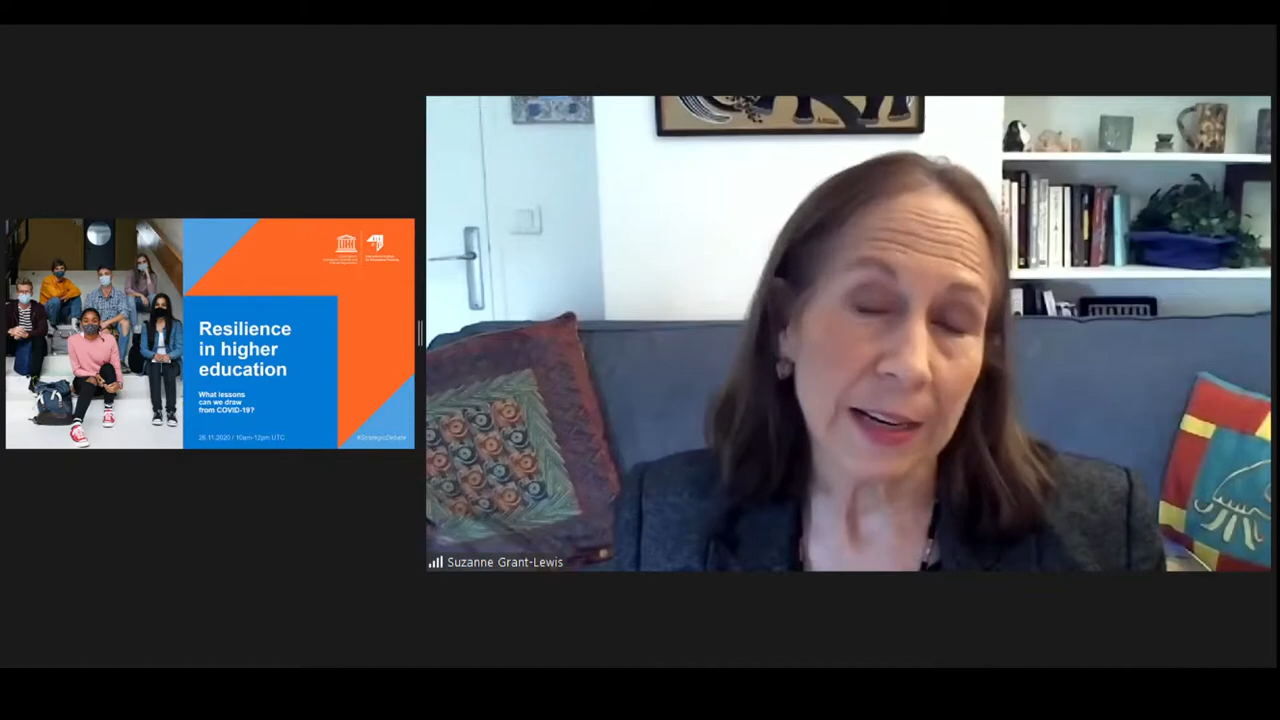 Resilience
in higher
education
What lessons
can we draw
from COVID-19?
26.11.2020 / 10am-12pm UTC
#StrategicDebate
Suzanne Grant-Lewis